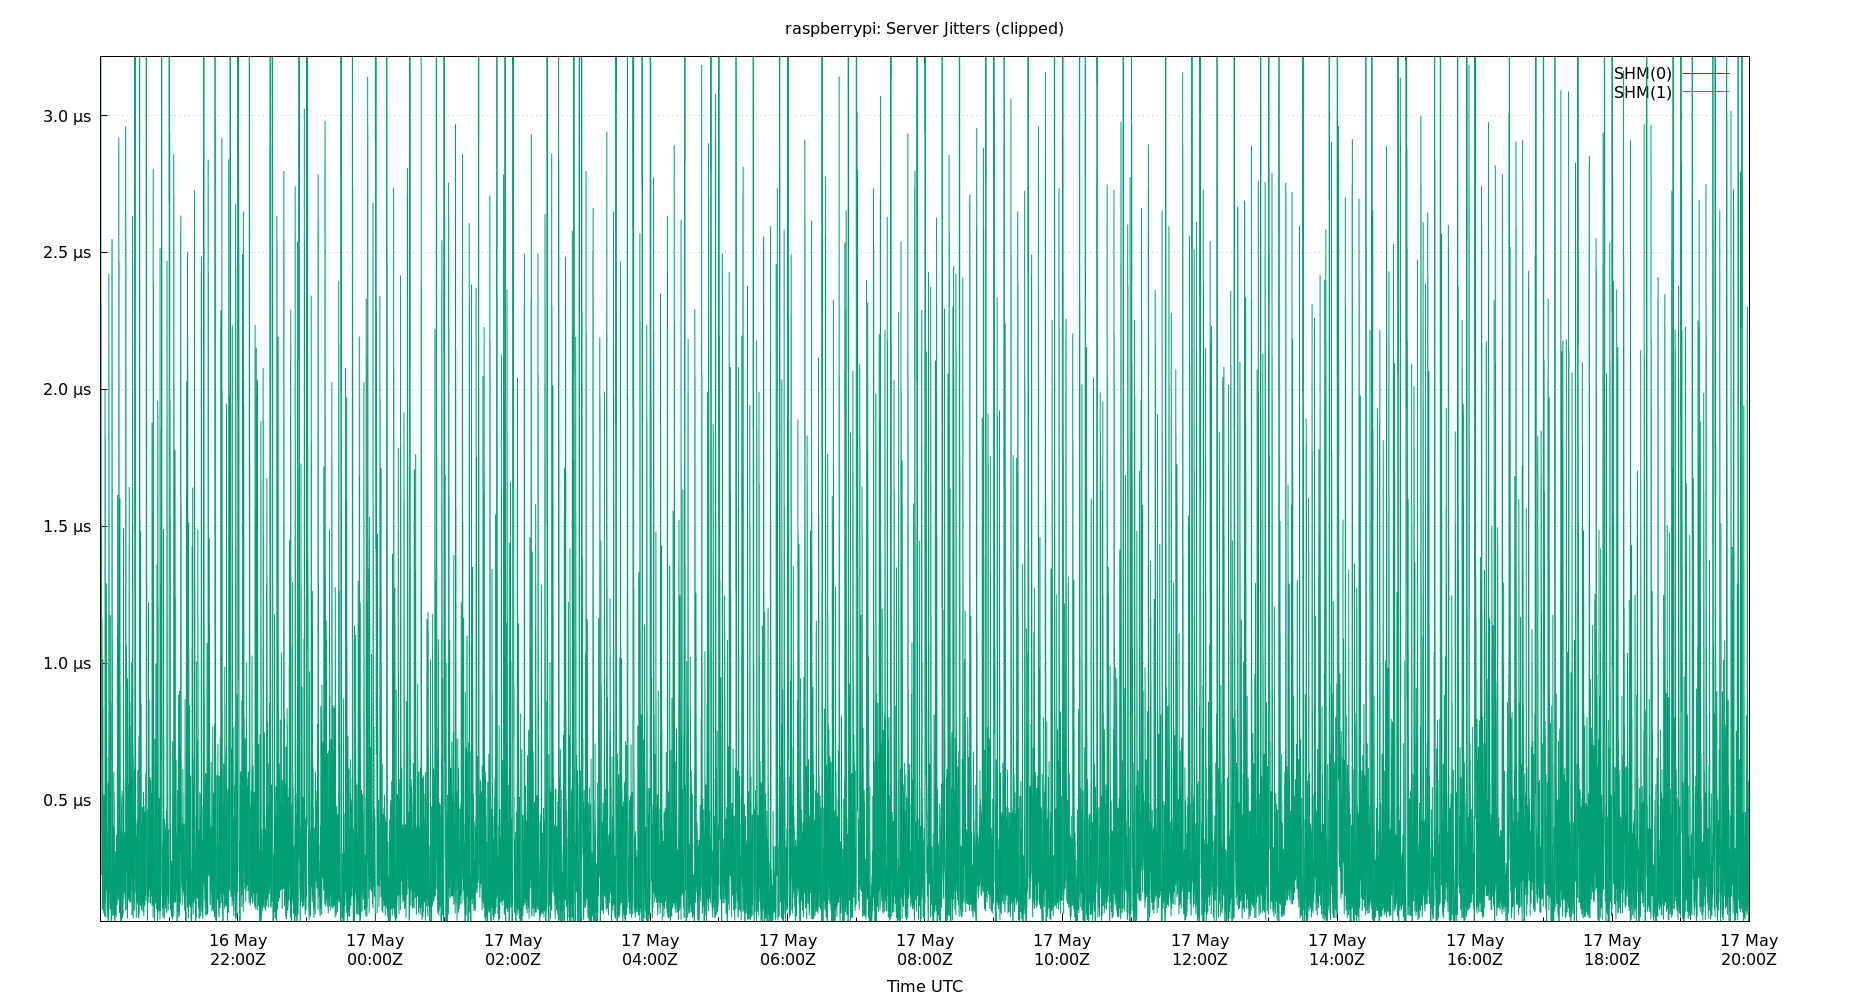 raspberrypi: Server Jitters (clipped)
SHM(0)
SHM(1)
3.0 µs
2.5 µs
2.0 µs
1.5 µs
1.0 µs
0.5 µs
16 May 17 May 17 May 17 May 17 May 17 May 17 May 17 May 17 May 17 May 17 May 17 May
22:00Z 00:00Z 02:00Z 04:00Z 06:00Z 08:00Z 10:00Z 12:00Z 14:00Z 16:00Z 18:00Z 20:00Z
Time UTC